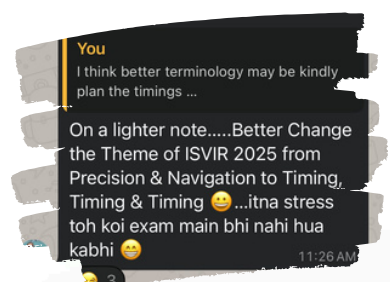 You
I think better terminology may be kindly
plan the timings ...
On a lighter note.....Better Change
the Theme of ISVIR 2025 from
Precision & Navigation to Timing,
Timing & Timing 😀...itna stress
toh koi exam main bhi nahi hua
kabhi 😁
11:26 AM
3